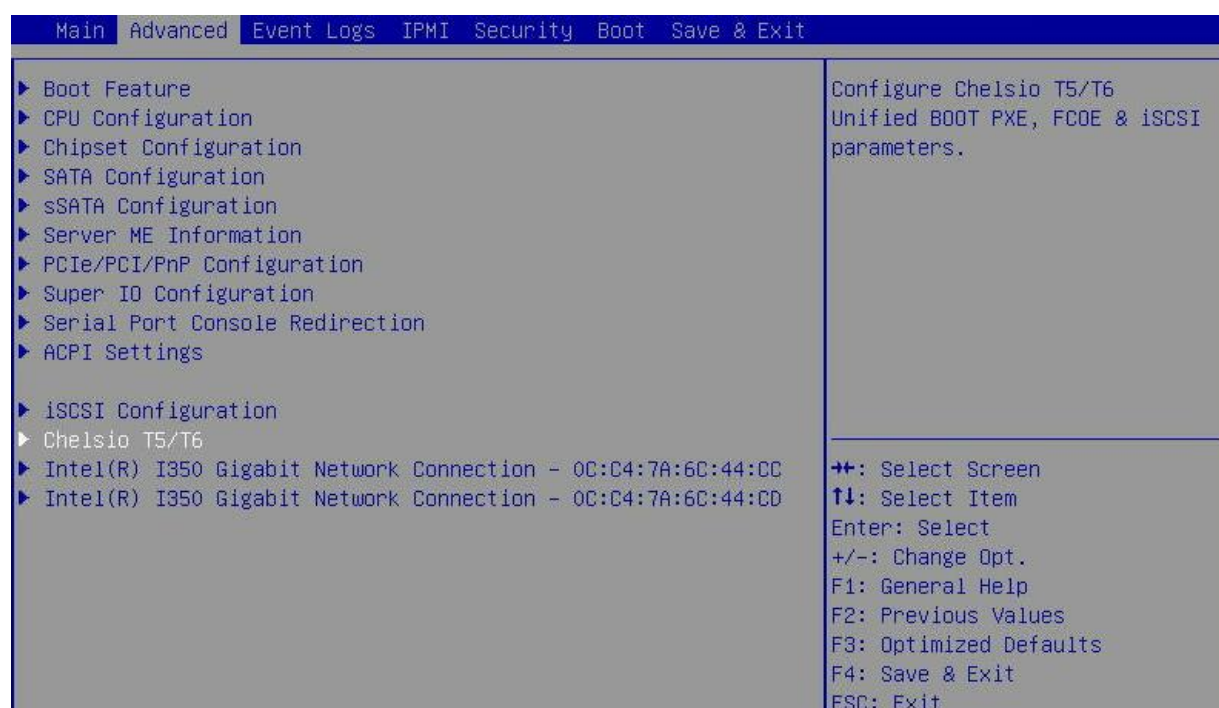 Main Advanced Event Logs IPMI Security Boot Save & Exit
Boot Feature
CPU Configuration
Chipset Configuration
SATA Configuration
sSATA Configuration
Server ME Information
PCIe/PCI/PnP Configuration
Super IO Configuration
Serial Port Console Redirection
ACPI Settings
iSCSI Configuration
Chelsio T5/T6
Intel(R) I350 Gigabit Network Connection - 0C:C4:7A:6C:44:CC
Intel(R) I350 Gigabit Network Connection - 0C:C4:7A:6C:44:CD
Configure Chelsio T5/T6
Unified BOOT PXE, FCOE & iSCSI
parameters.
→←: Select Screen
↑↓: Select Item
Enter: Select
+/-: Change Opt.
F1: General Help
F2: Previous Values
F3: Optimized Defaults
F4: Save & Exit
ESC: Exit